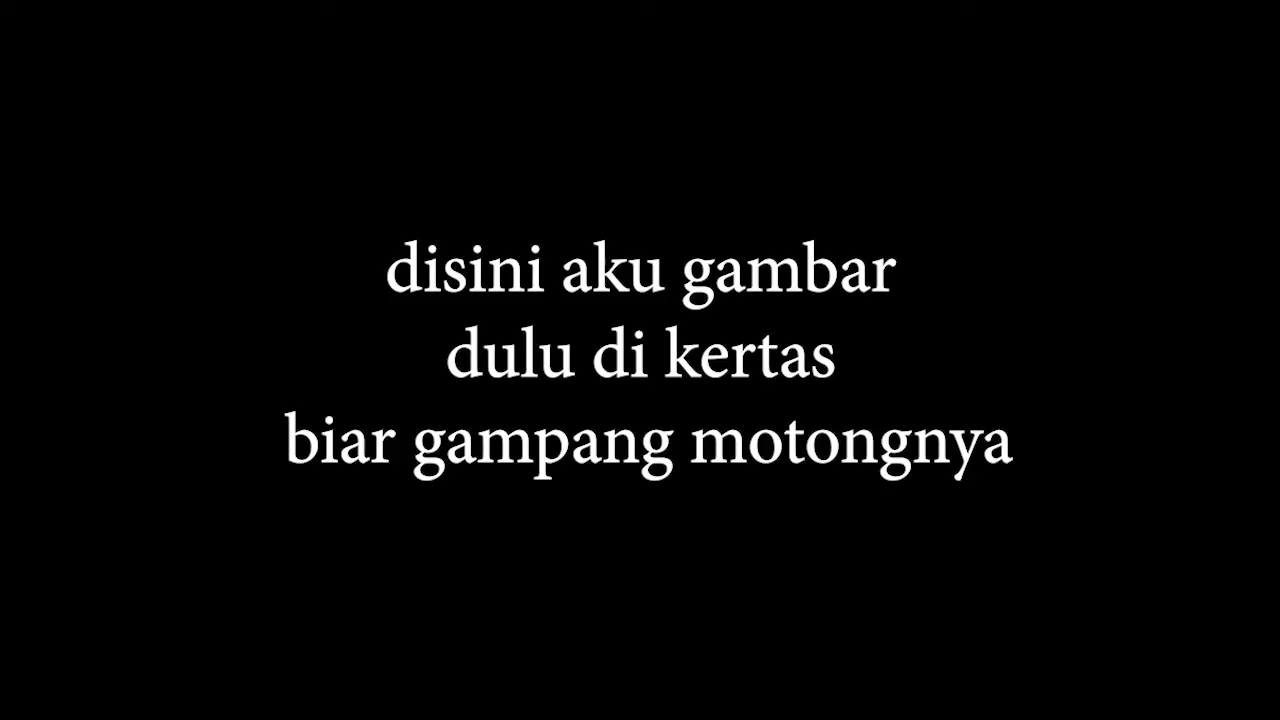 disini aku gambar
dulu di kertas
biar gampang motongnya